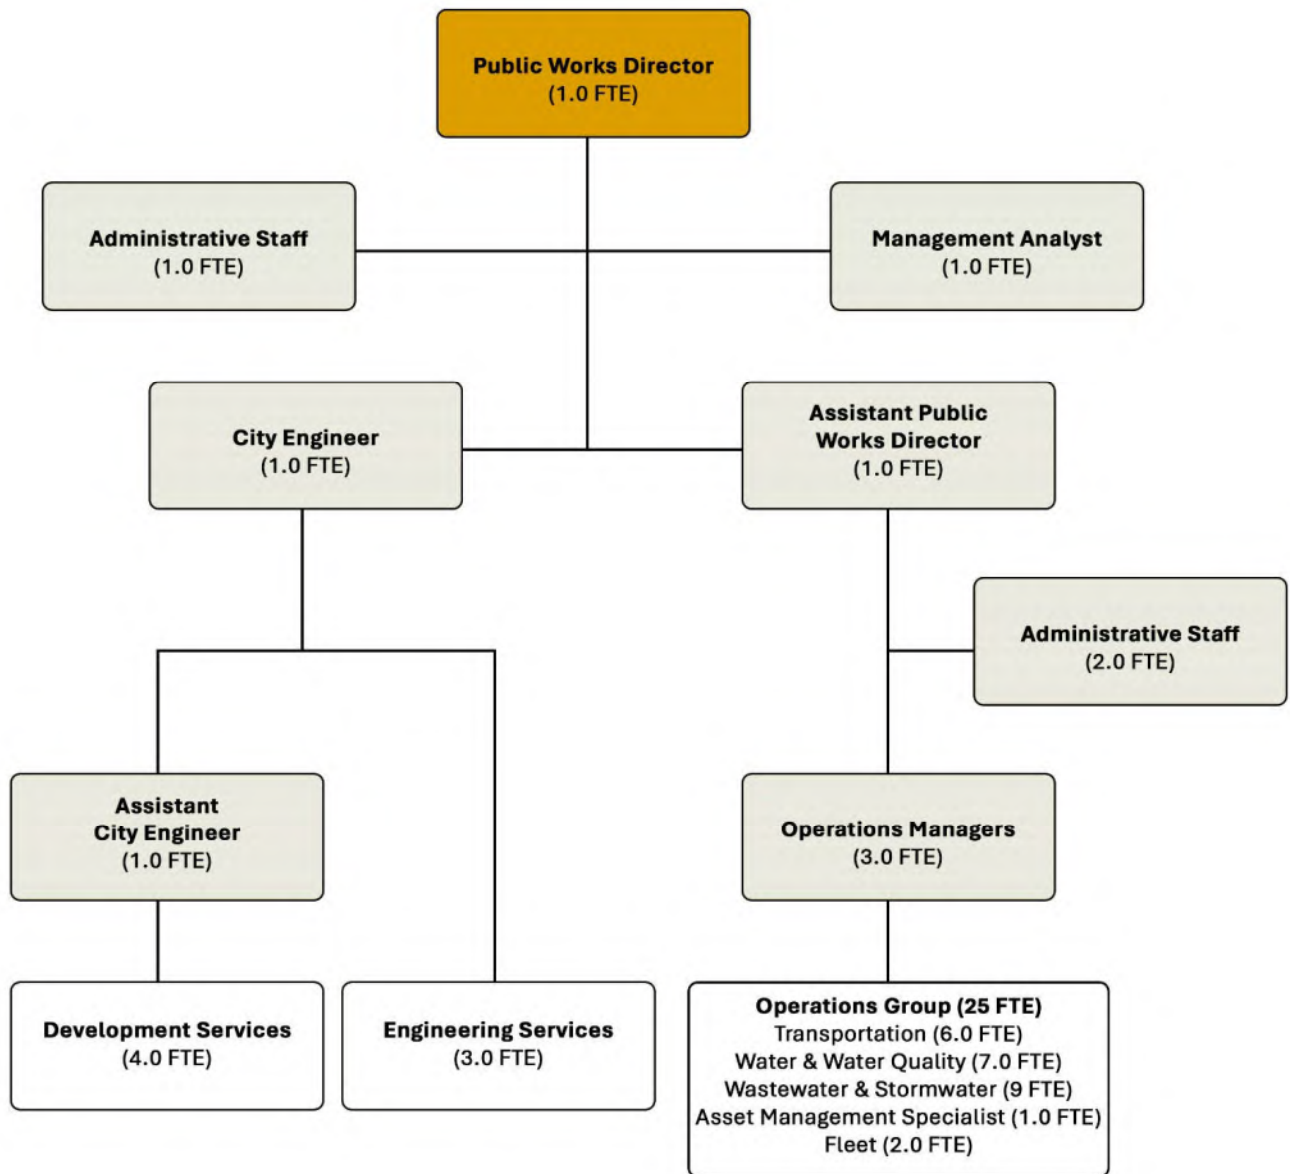 Public Works Director
(1.0 FTE)
Administrative Staff
(1.0 FTE)
Management Analyst
(1.0 FTE)
City Engineer
(1.0 FTE)
Assistant Public
Works Director
(1.0 FTE)
Administrative Staff
(2.0 FTE)
Assistant
City Engineer
(1.0 FTE)
Operations Managers
(3.0 FTE)
Development Services
(4.0 FTE)
Engineering Services
(3.0 FTE)
Operations Group (25 FTE)
Transportation (6.0 FTE)
Water & Water Quality (7.0 FTE)
Wastewater & Stormwater (9 FTE)
Asset Management Specialist (1.0 FTE)
Fleet (2.0 FTE)